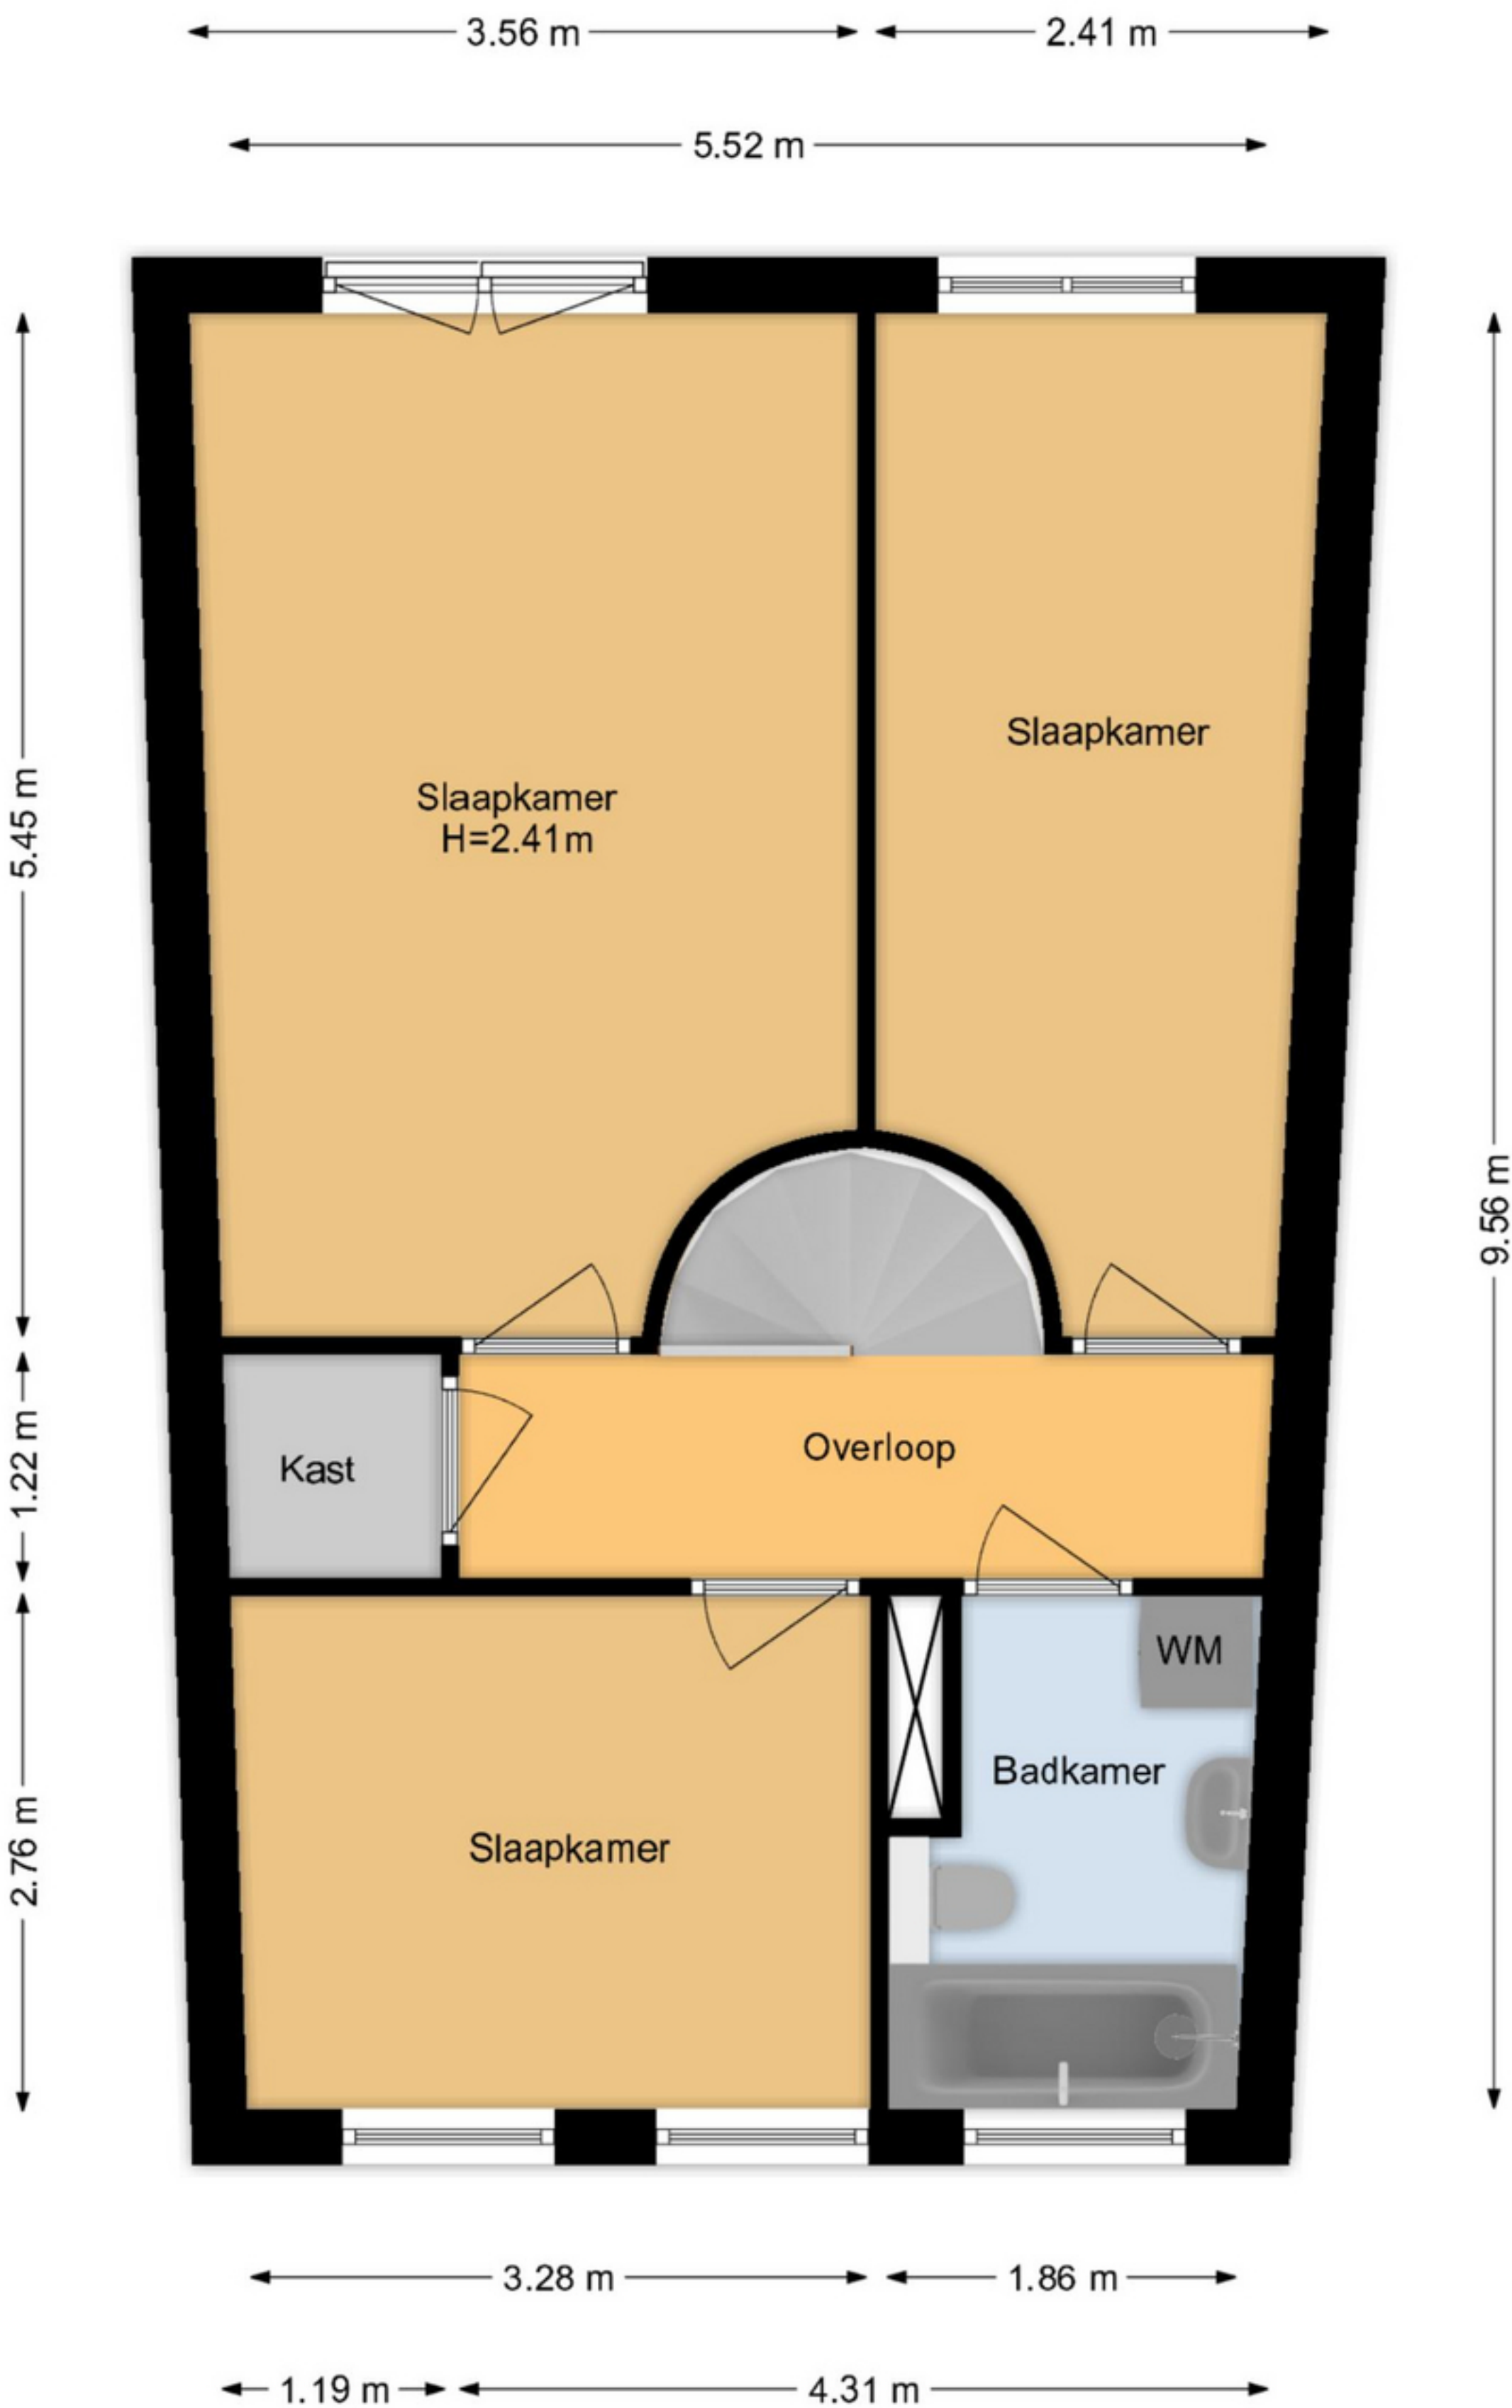 3.56 m
2.41 m
5.52 m
Slaapkamer
Slaapkamer
H=2.41m
5.45 m
9.56 m
1.22 m
Kast
Overloop
WM
Badkamer
Slaapkamer
2.76 m
3.28 m
1.86 m
1.19 m
4.31 m